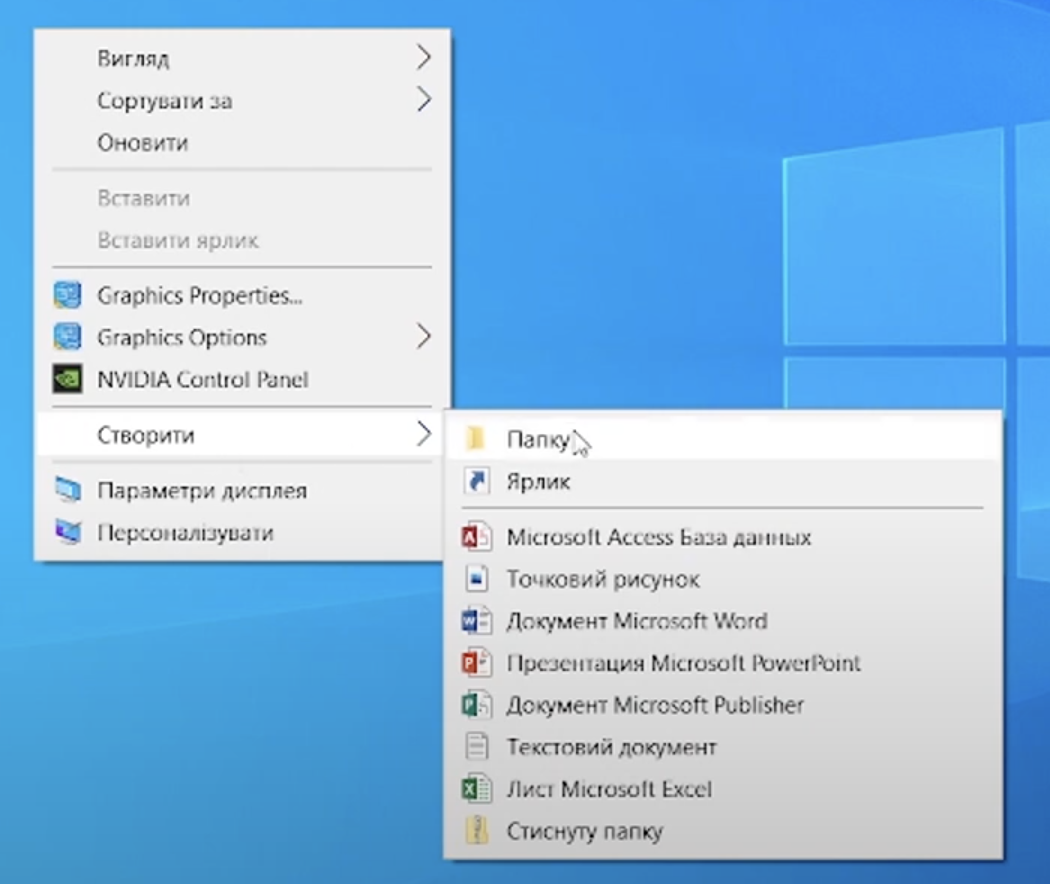 Вигляд
Сортувати за
Оновити
Вставити
Вставити ярлик
Graphics Properties...
Graphics Options
NVIDIA Control Panel
Створити
Параметри дисплея
Персоналізувати
Папку
Ярлик
Microsoft Access База данных
Точковий рисунок
Документ Microsoft Word
Презентация Microsoft PowerPoint
Документ Microsoft Publisher
Текстовий документ
Лист Microsoft Excel
Стиснуту папку